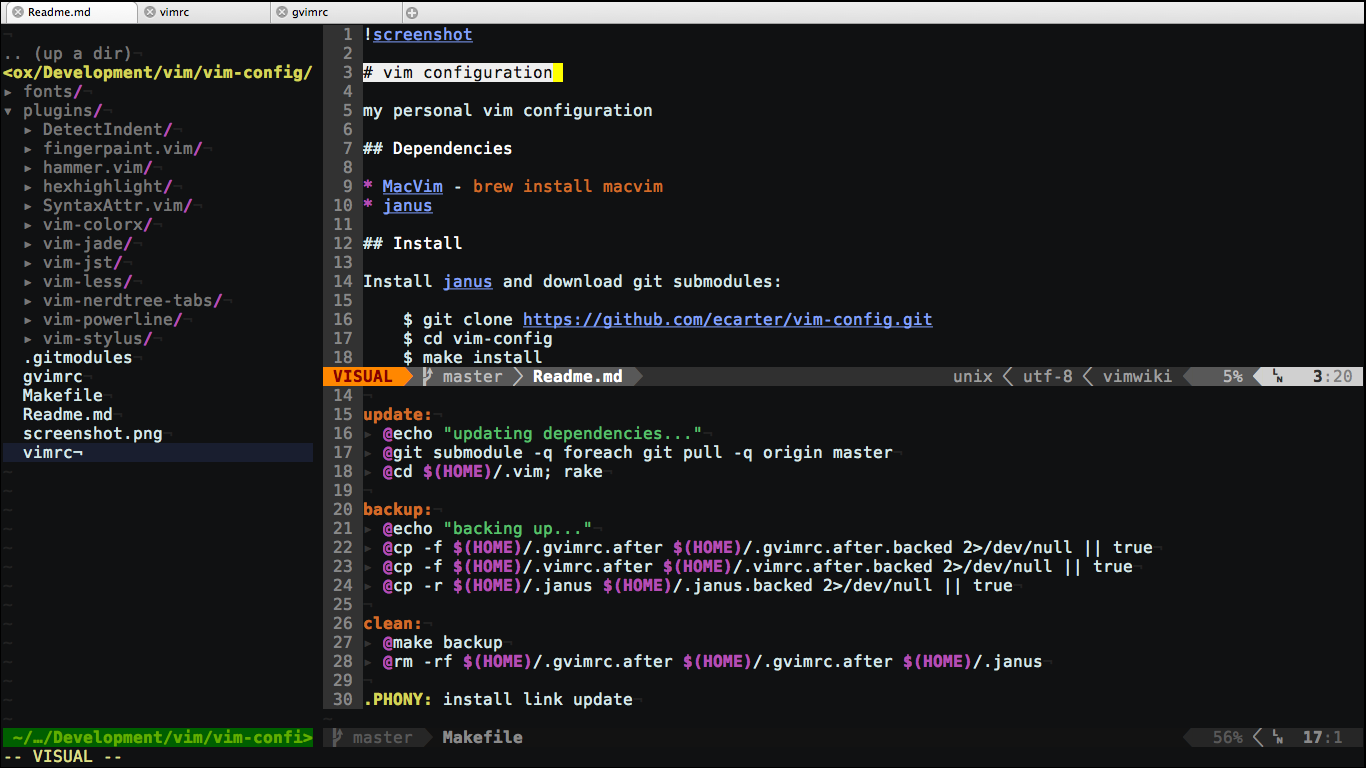 Readme.md vimrc gvimrc
.. (up a dir)
<ox/Development/vim/vim-config/
▸ fonts/
▾ plugins/
▸ DetectIndent/
▸ fingerpaint.vim/
▸ hammer.vim/
▸ hexhighlight/
▸ SyntaxAttr.vim/
▸ vim-colorx/
▸ vim-jade/
▸ vim-jst/
▸ vim-less/
▸ vim-nerdtree-tabs/
▸ vim-powerline/
▸ vim-stylus/
.gitmodules
gvimrc
Makefile
Readme.md
screenshot.png
vimrc¬
~/…/Development/vim/vim-confi>
1 !screenshot
2
3 # vim configuration
4
5 my personal vim configuration
6
7 ## Dependencies
8
9 * MacVim - brew install macvim
10 * janus
11
12 ## Install
13
14 Install janus and download git submodules:
15
16 $ git clone https://github.com/ecarter/vim-config.git
17 $ cd vim-config
18 $ make install
VISUAL master Readme.md unix utf-8 vimwiki 5% LN 3:20
14 ¬
15 update:¬
16 ▸ @echo "updating dependencies..."¬
17 ▸ @git submodule -q foreach git pull -q origin master¬
18 ▸ @cd $(HOME)/.vim; rake¬
19 ¬
20 backup:¬
21 ▸ @echo "backing up..."¬
22 ▸ @cp -f $(HOME)/.gvimrc.after $(HOME)/.gvimrc.after.backed 2>/dev/null || true¬
23 ▸ @cp -f $(HOME)/.vimrc.after $(HOME)/.vimrc.after.backed 2>/dev/null || true¬
24 ▸ @cp -r $(HOME)/.janus $(HOME)/.janus.backed 2>/dev/null || true¬
25 ¬
26 clean:¬
27 ▸ @make backup¬
28 ▸ @rm -rf $(HOME)/.gvimrc.after $(HOME)/.gvimrc.after $(HOME)/.janus¬
29 ¬
30 .PHONY: install link update¬
master Makefile 56% LN 17:1
-- VISUAL --